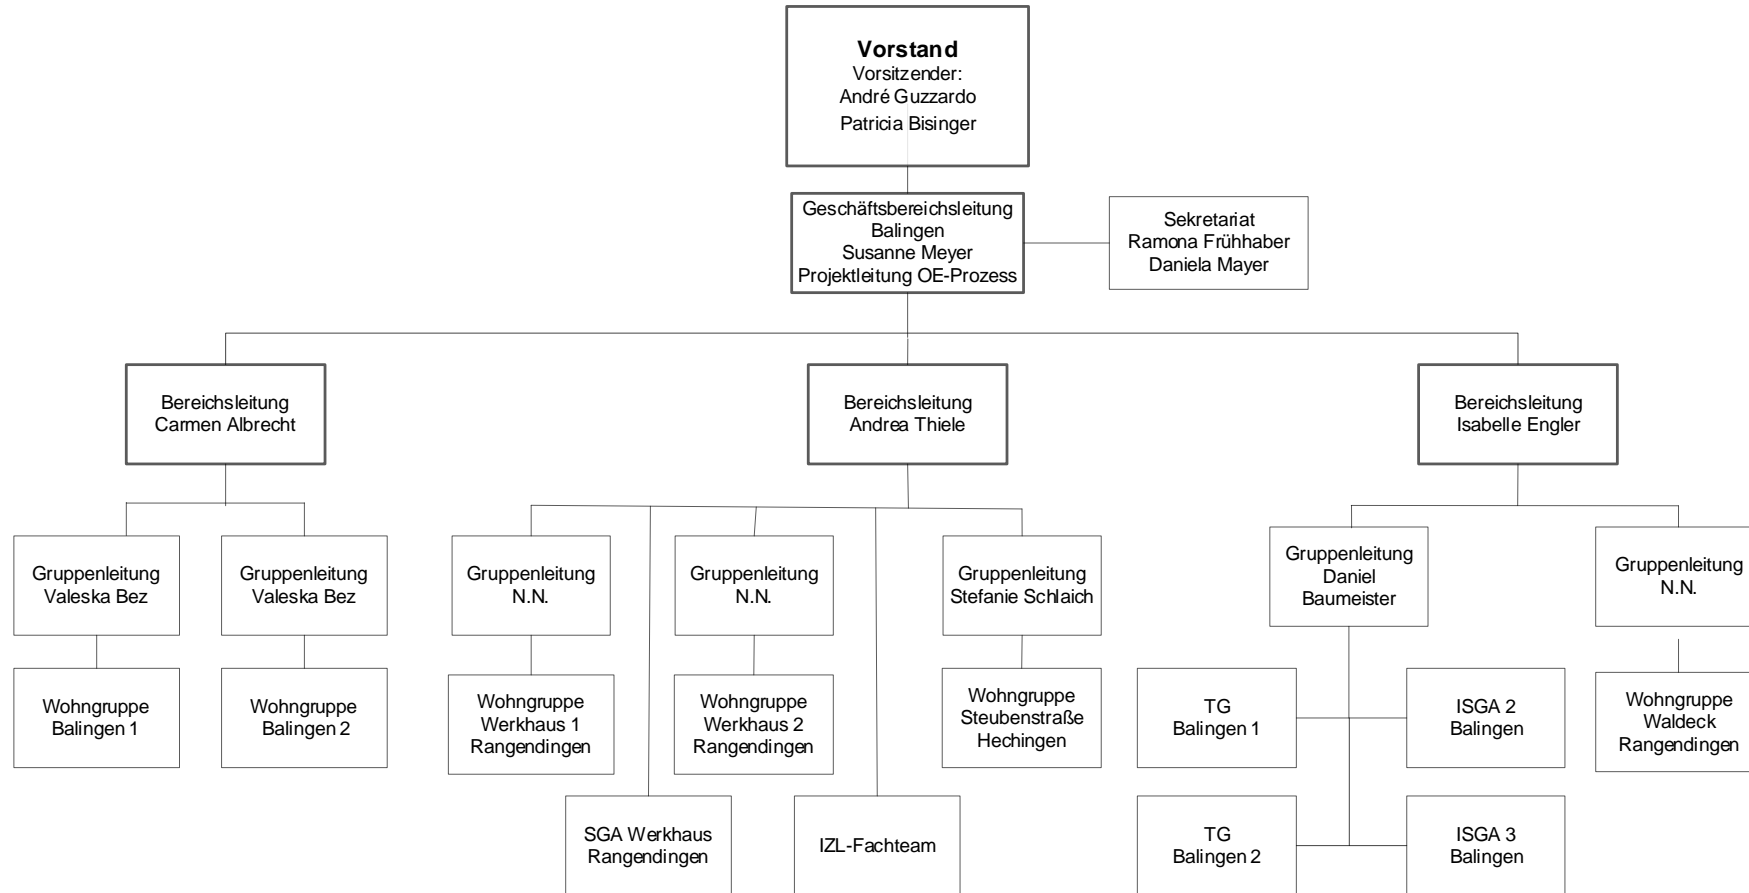 Vorstand
Vorsitzender:
André Guzzardo
Patricia Bisinger
Geschäftsbereichsleitung
Balingen
Susanne Meyer
Projektleitung OE-Prozess
Sekretariat
Ramona Frühhaber
Daniela Mayer
Bereichsleitung
Carmen Albrecht
Bereichsleitung
Andrea Thiele
Bereichsleitung
Isabelle Engler
Gruppenleitung
Valeska Bez
Gruppenleitung
Valeska Bez
Gruppenleitung
N.N.
Gruppenleitung
N.N.
Gruppenleitung
Stefanie Schlaich
Gruppenleitung
Daniel
Baumeister
Gruppenleitung
N.N.
Wohngruppe
Balingen 1
Wohngruppe
Balingen 2
Wohngruppe
Werkhaus 1
Rangendingen
Wohngruppe
Werkhaus 2
Rangendingen
Wohngruppe
Steubenstraße
Hechingen
TG
Balingen 1
ISGA 2
Balingen
Wohngruppe
Waldeck
Rangendingen
SGA Werkhaus
Rangendingen
IZL-Fachteam
TG
Balingen 2
ISGA 3
Balingen